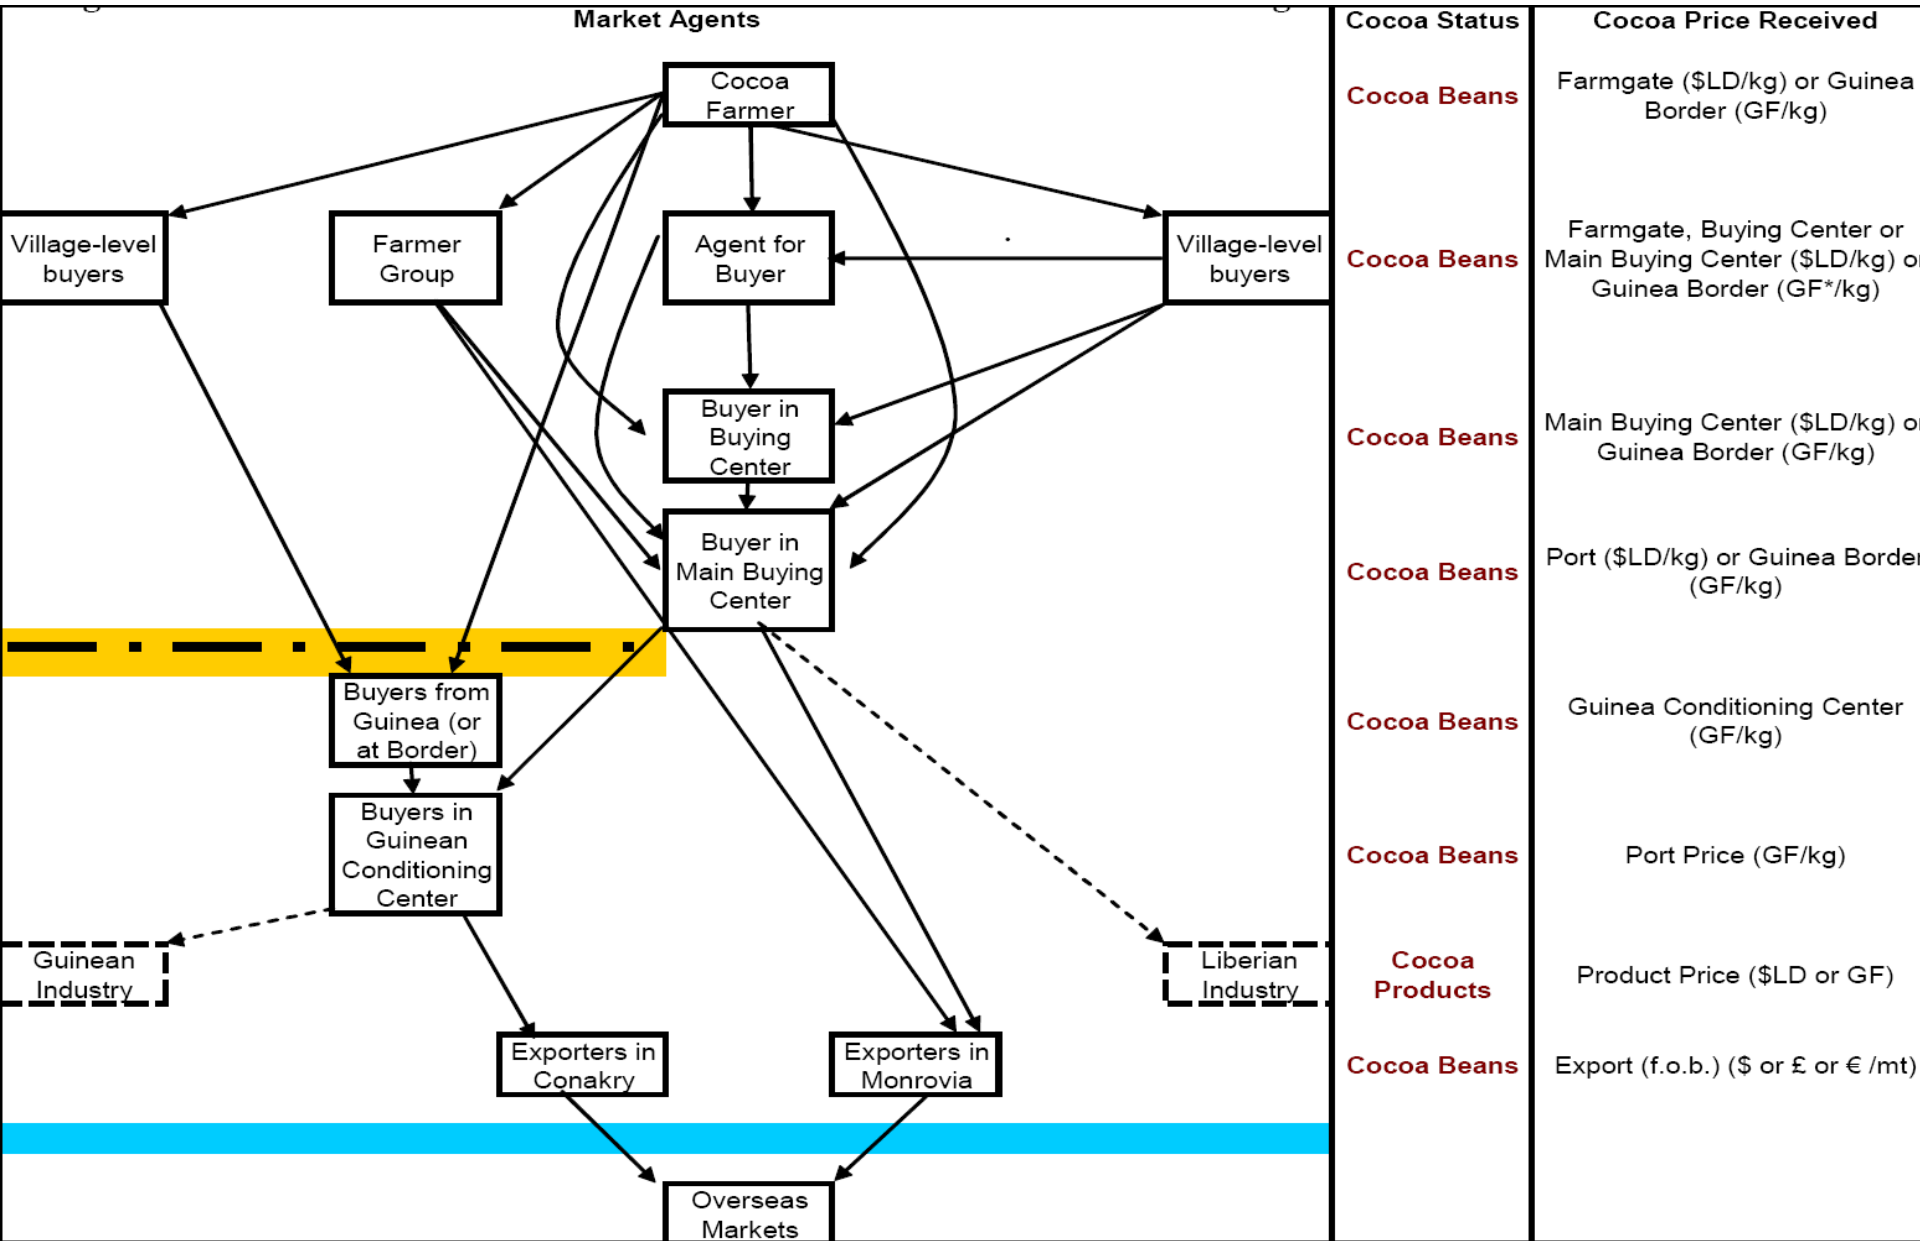 Market Agents
Cocoa Status
Cocoa Price Received
Cocoa
Farmer
Cocoa Beans
Farmgate ($LD/kg) or Guinea
Border (GF/kg)
Village-level
buyers
Farmer
Group
Agent for
Buyer
Village-level
buyers
Cocoa Beans
Farmgate, Buying Center or
Main Buying Center ($LD/kg)
Guinea Border (GF*/kg)
Buyer in
Buying
Center
Cocoa Beans
Main Buying Center ($LD/kg)
Guinea Border (GF/kg)
Buyer in
Main Buying
Center
Cocoa Beans
Port ($LD/kg) or Guinea Border
(GF/kg)
Buyers from
Guinea (or
at Border)
Cocoa Beans
Guinea Conditioning Center
(GF/kg)
Buyers in
Guinean
Conditioning
Center
Cocoa Beans
Port Price (GF/kg)
Guinean
Industry
Liberian
Industry
Cocoa
Products
Product Price ($LD or GF)
Exporters in
Conakry
Exporters in
Monrovia
Cocoa Beans
Export (f.o.b.) ($ or £ or € /mt)
Overseas
Markets